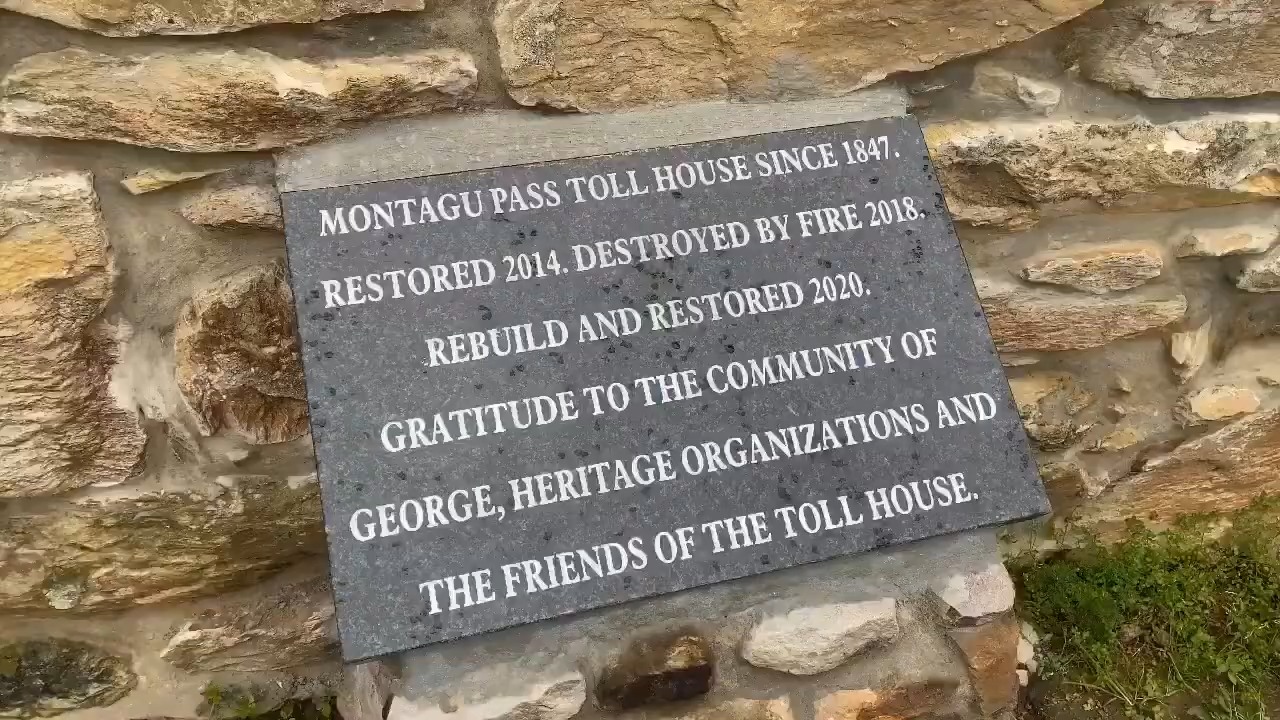 MONTAGU PASS TOLL HOUSE SINCE 1847.
RESTORED 2014. DESTROYED BY FIRE 2018.
REBUILD AND RESTORED 2020.
GRATITUDE TO THE COMMUNITY OF
GEORGE, HERITAGE ORGANIZATIONS AND
THE FRIENDS OF THE TOLL HOUSE.